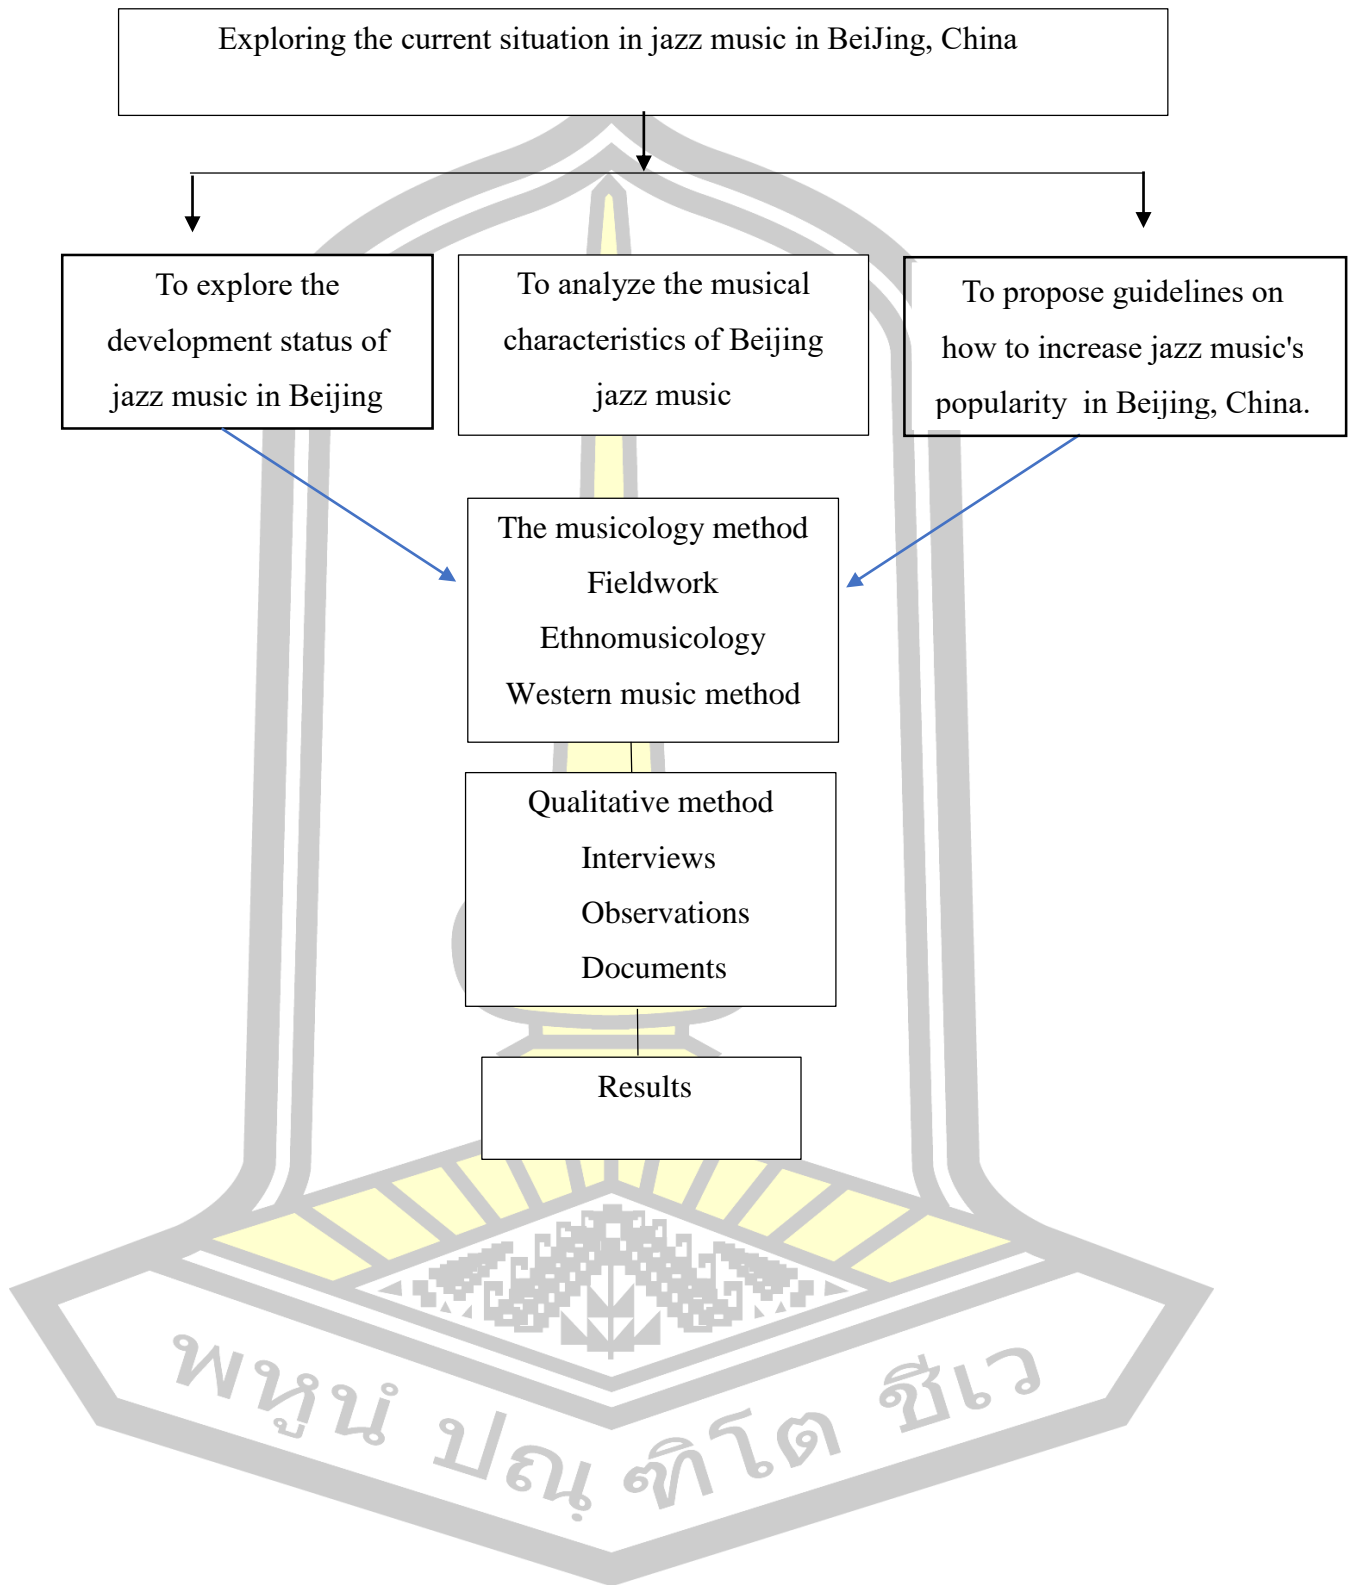 Exploring the current situation in jazz music in BeiJing, China
To explore the
development status of
jazz music in Beijing
To analyze the musical
characteristics of Beijing
jazz music
To propose guidelines on
how to increase jazz music's
popularity in Beijing, China.
The musicology method
Fieldwork
Ethnomusicology
Western music method
Qualitative method
Interviews
Observations
Documents
Results
พหูนํ ปณฺฑิโต ชีเว